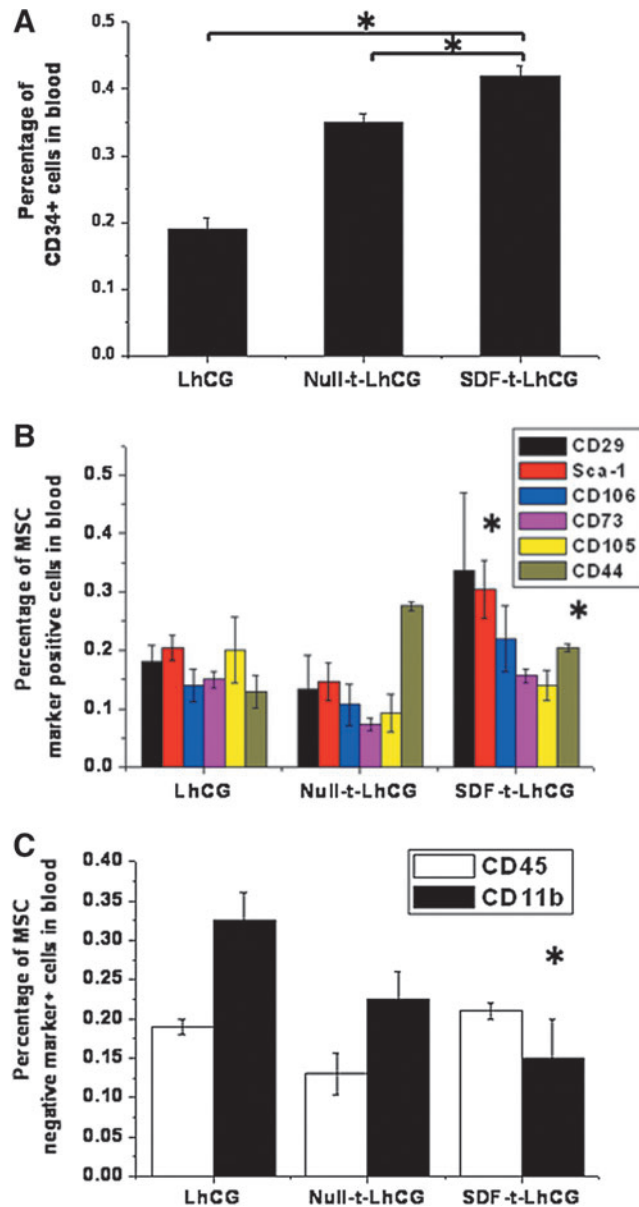 A
Percentage of
CD34+ cells in blood
0.5
0.4
0.3
0.2
0.1
0.0
*
*
LhCG
Null-t-LhCG
SDF-t-LhCG
B
Percentage of MSC
marker positive cells in blood
0.5
0.4
0.3
0.2
0.1
0.0
CD29
Sca-1
CD106
CD73
CD105
CD44
*
*
LhCG
Null-t-LhCG
SDF-t-LhCG
C
Percentage of MSC
negative marker+ cells in blood
0.40
0.35
0.30
0.25
0.20
0.15
0.10
0.05
0.00
CD45
CD11b
*
LhCG
Null-t-LhCG
SDF-t-LhCG